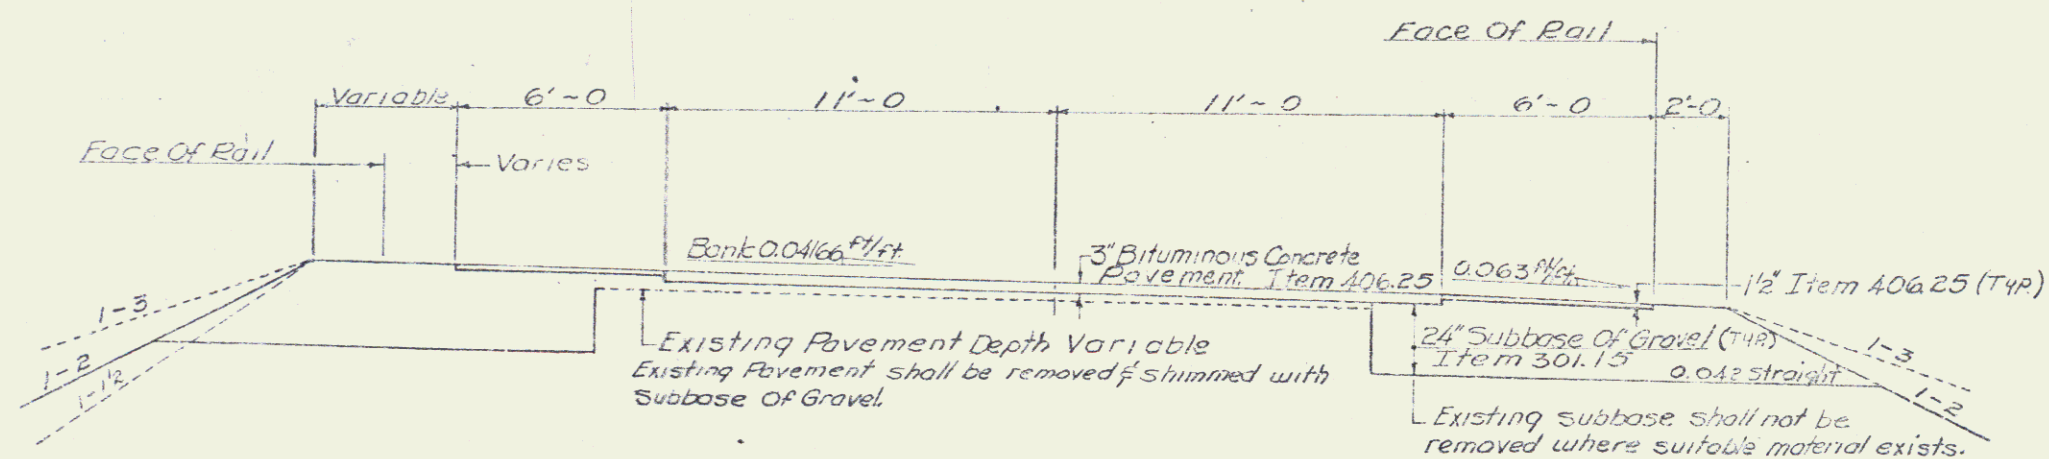 Face Of Rail
Variable 6'~0 11'~0 11'~0 6'~0 2'-0
Face Of Rail
Varies
Bank 0.04166 ft/ft.
3" Bituminous Concrete
Pavement. Item 406.25
0.063 ft/ft.
1½" Item 406.25 (TYP.)
1-3
1-2
1-1½
Existing Pavement Depth Variable
Existing Pavement shall be removed & shimmed with
Subbase Of Gravel.
24" Subbase Of Gravel (TYP.)
Item 301.15
0.042 straight
1-3
1-2
Existing subbase shall not be
removed where suitable material exists.